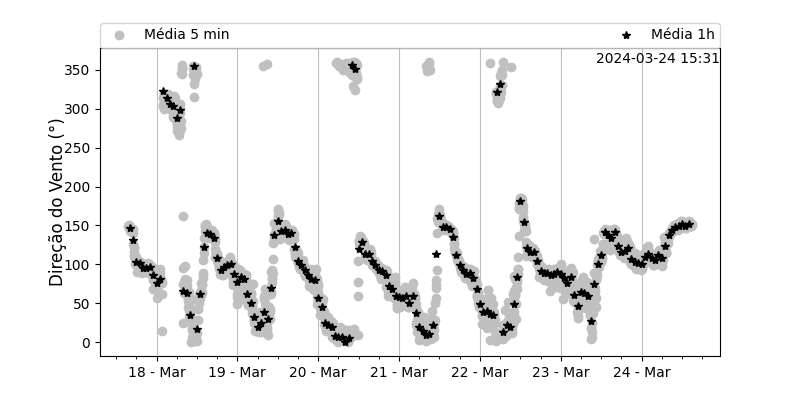 Média 5 min
Média 1h
2024-03-24 15:31
Direção do Vento (°)
350
300
250
200
150
100
50
0
18 - Mar
19 - Mar
20 - Mar
21 - Mar
22 - Mar
23 - Mar
24 - Mar